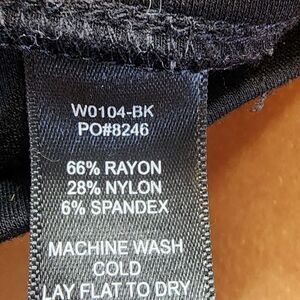 W0104-BK
PO#8246
66% RAYON
28% NYLON
6% SPANDEX
MACHINE WASH
COLD
LAY FLAT TO DRY